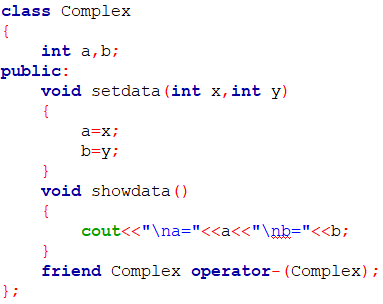 class Complex
{
    int a,b;
public:
    void setdata(int x,int y)
    {
        a=x;
        b=y;
    }
    void showdata()
    {
        cout<<"\na="<<a<<"\nb="<<b;
    }
    friend Complex operator-(Complex);
};